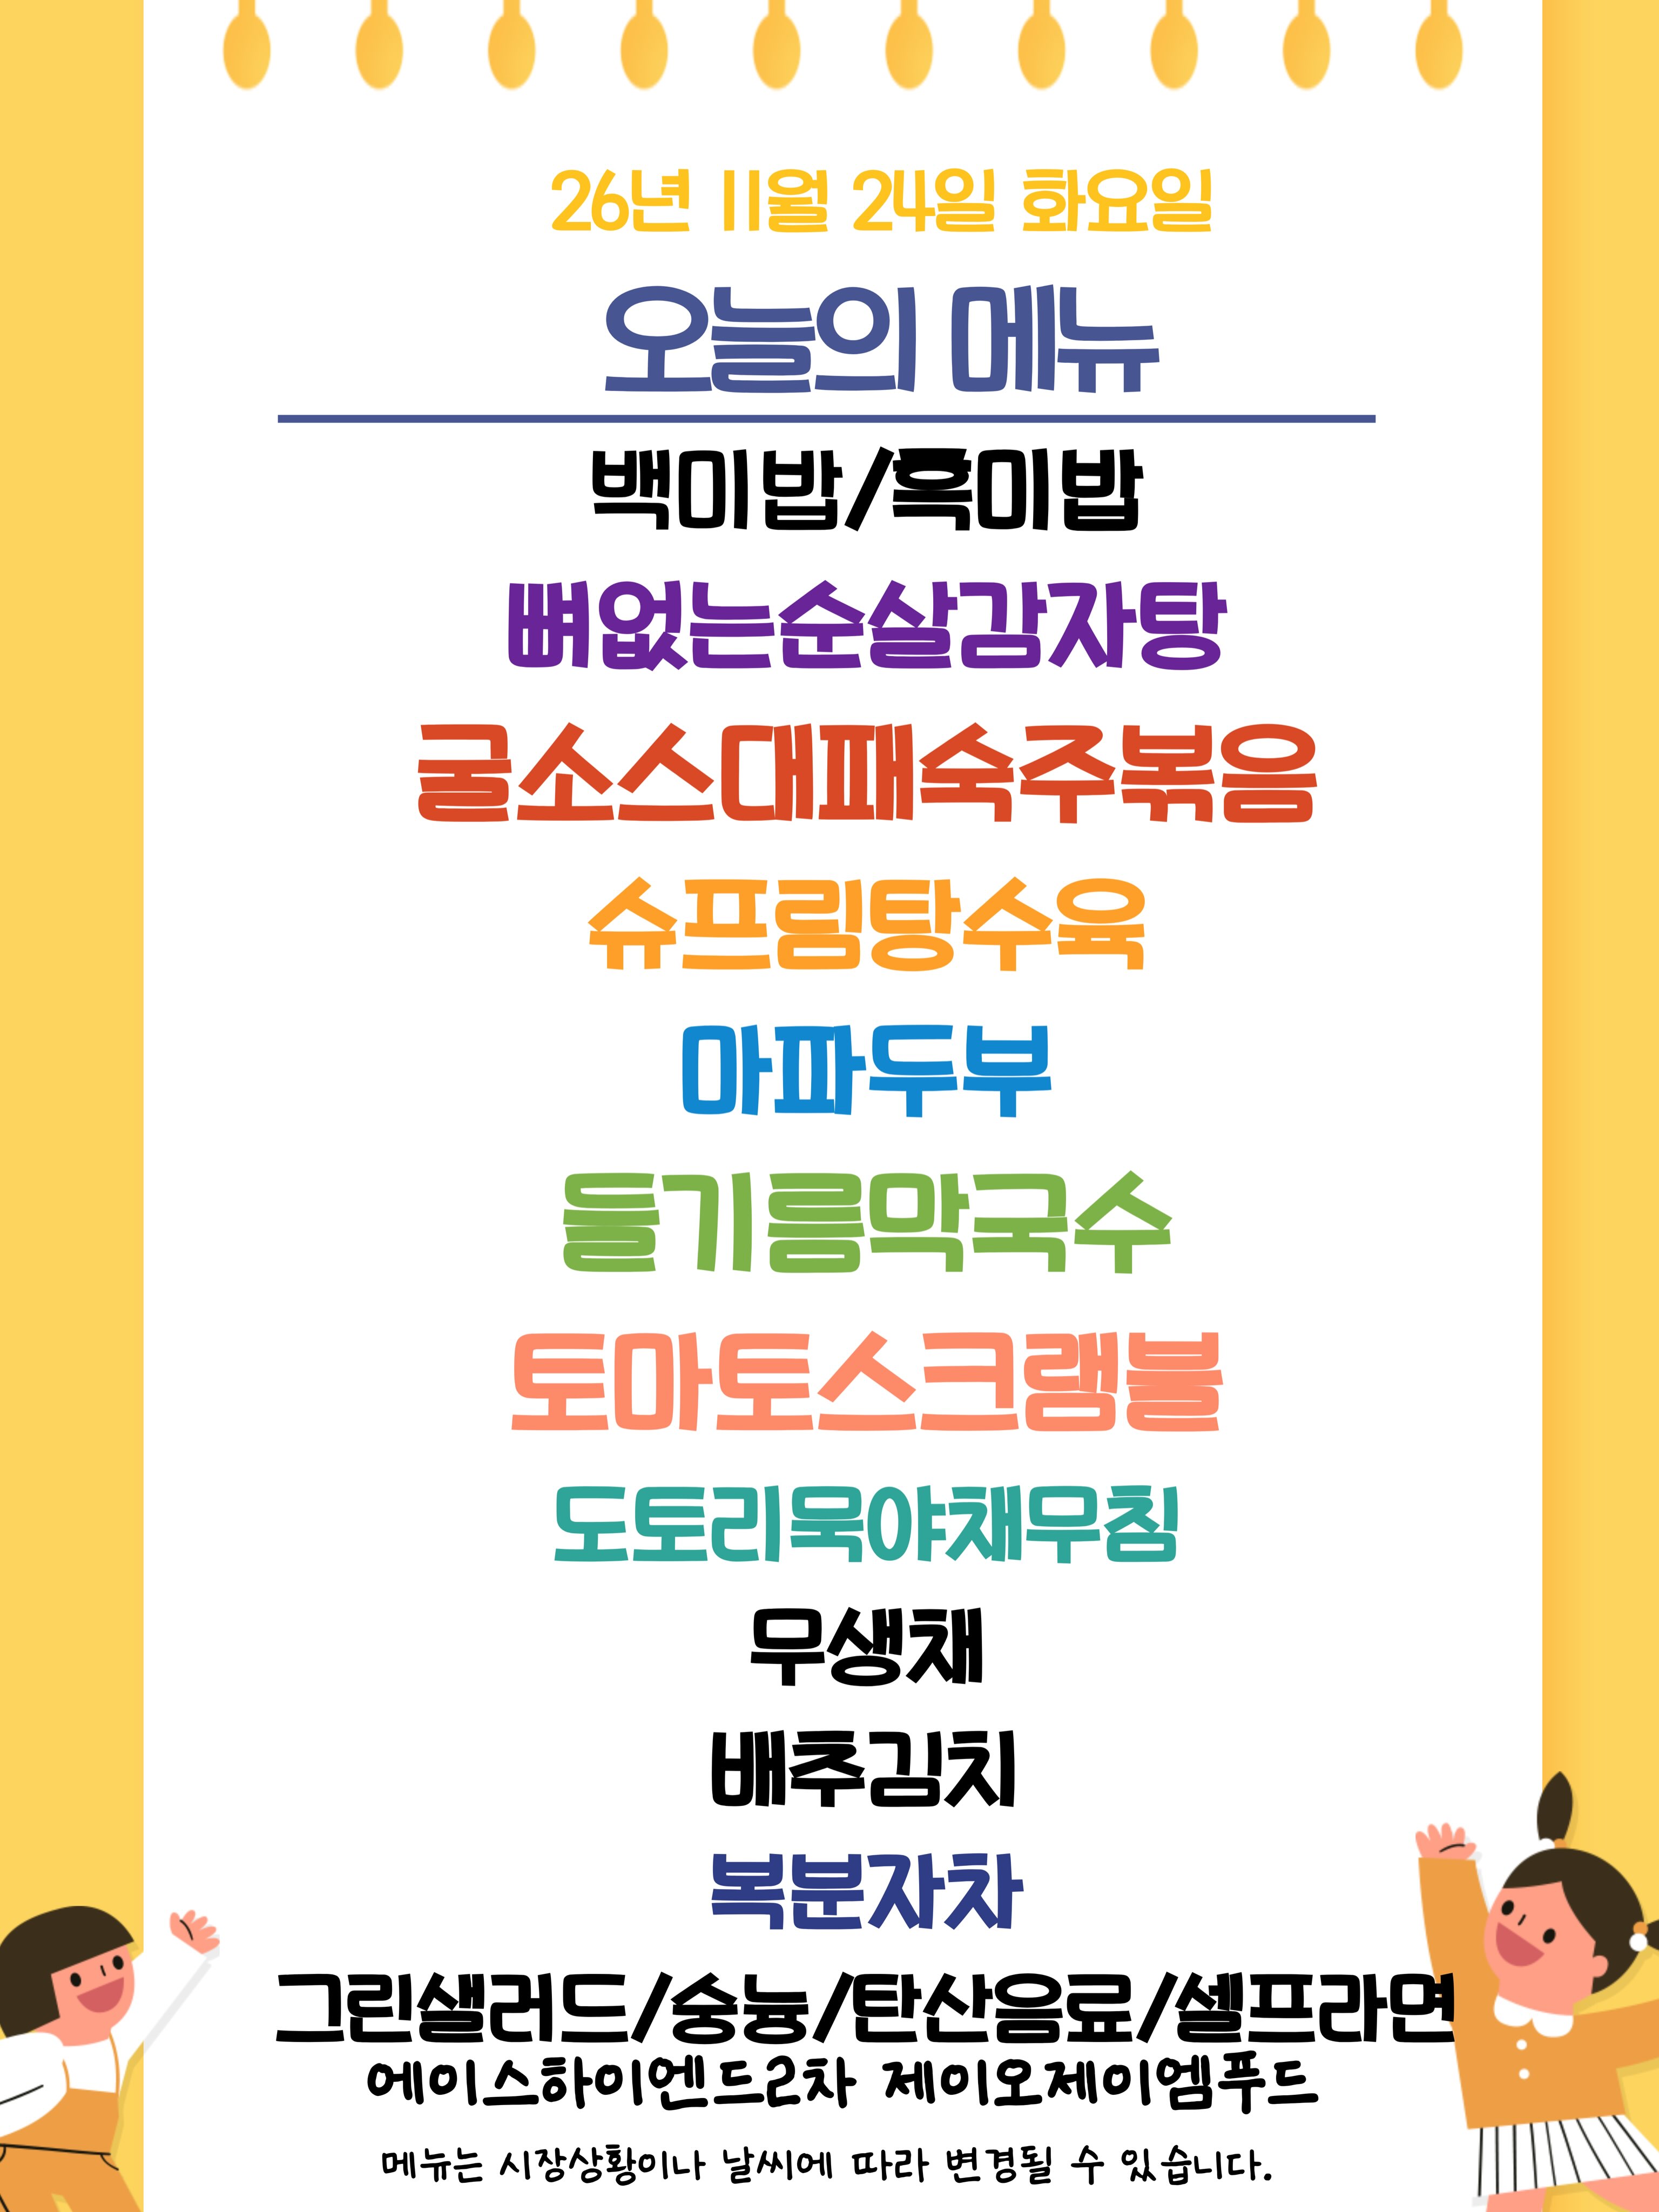 26년 11월 24일 화요일
오늘의 메뉴
백미밥/흑미밥
뼈없는순살감자탕
굴소스대패숙주볶음
슈프림탕수육
마파두부
들기름막국수
토마토스크램블
도토리묵야채무침
무생채
배추김치
복분자차
그린샐러드/숭늉/탄산음료/셀프라면
에이스하이엔드2차 제이오제이엠푸드
메뉴는 시장상황이나 날씨에 따라 변경될 수 있습니다.